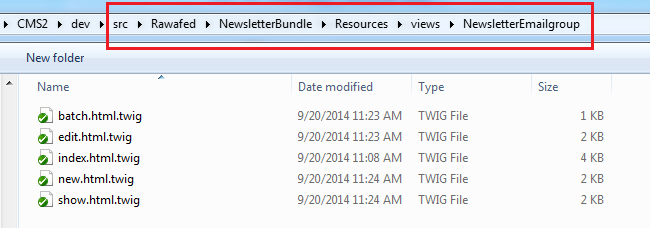 CMS2 dev src Rawafed NewsletterBundle Resources views NewsletterEmailgroup
New folder
Name Date modified Type Size
batch.html.twig 9/20/2014 11:23 AM TWIG File 1 KB
edit.html.twig 9/20/2014 11:23 AM TWIG File 2 KB
index.html.twig 9/20/2014 11:08 AM TWIG File 4 KB
new.html.twig 9/20/2014 11:24 AM TWIG File 2 KB
show.html.twig 9/20/2014 11:24 AM TWIG File 2 KB